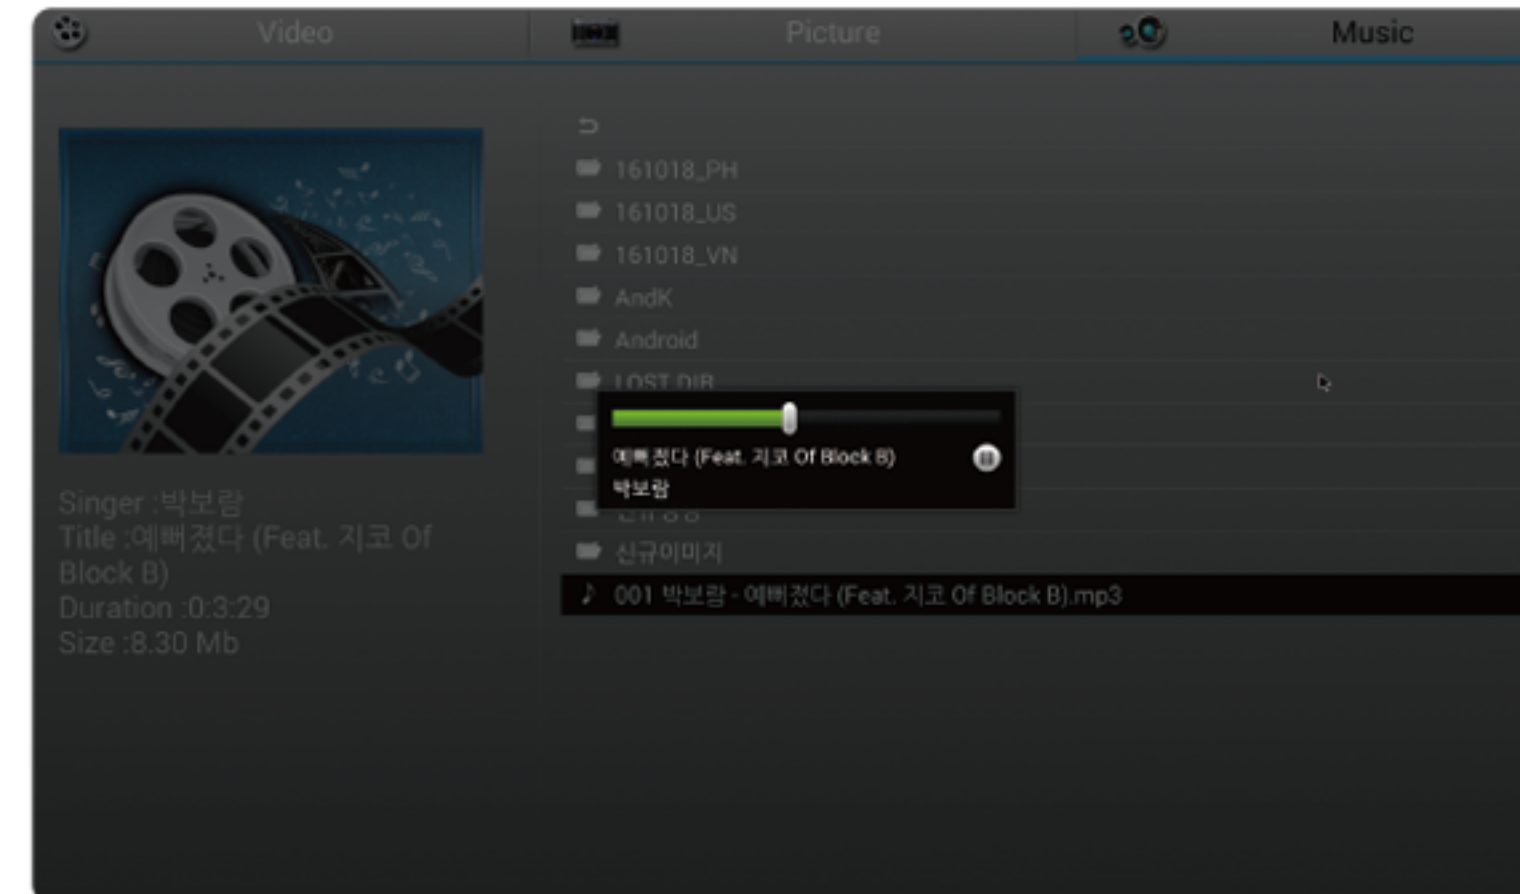 Video
Picture
Music
161018_PH
161018_US
161018_VN
AndK
Android
LOST.DIR
예뻐졌다 (Feat. 지코 Of Block B)
박보람
신규이미지
001 박보람 - 예뻐졌다 (Feat. 지코 Of Block B).mp3
Singer :박보람
Title :예뻐졌다 (Feat. 지코 Of
Block B)
Duration :0:3:29
Size :8.30 Mb